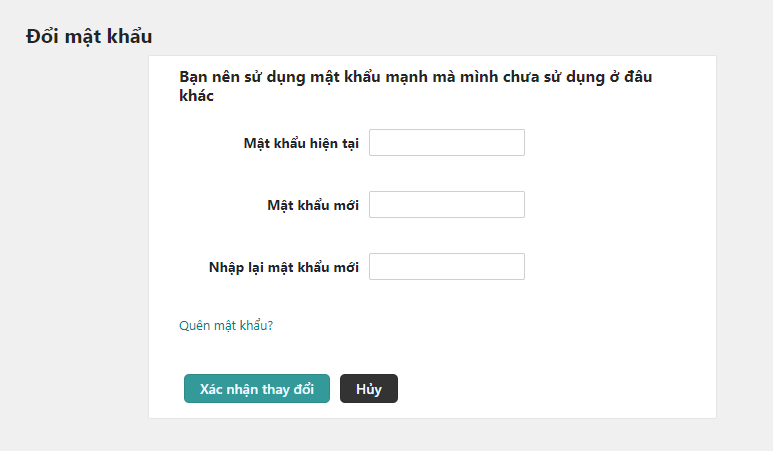 Đổi mật khẩu
Bạn nên sử dụng mật khẩu mạnh mà mình chưa sử dụng ở đâu
khác
Mật khẩu hiện tại
Mật khẩu mới
Nhập lại mật khẩu mới
Quên mật khẩu?
Xác nhận thay đổi
Hủy